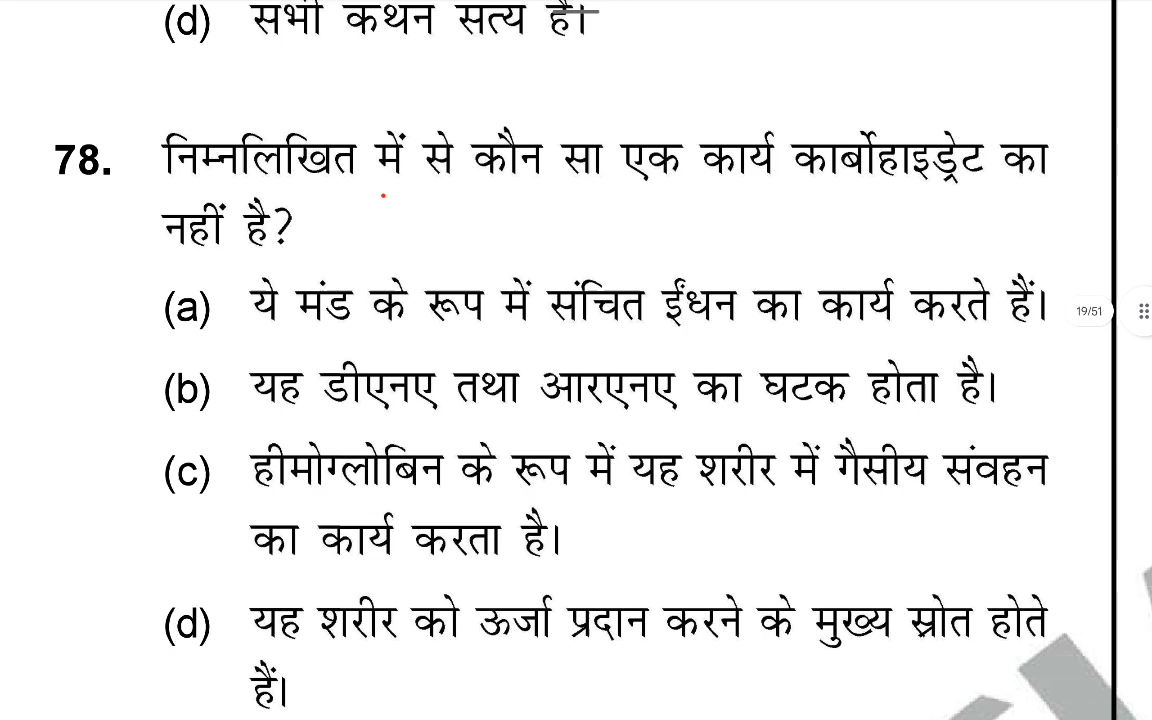 (d) सभी कथन सत्य हैं।
78. निम्नलिखित में से कौन सा एक कार्य कार्बोहाइड्रेट का
नहीं है?
(a) ये मंड के रूप में संचित ईंधन का कार्य करते हैं।
19/51
(b) यह डीएनए तथा आरएनए का घटक होता है।
(c) हीमोग्लोबिन के रूप में यह शरीर में गैसीय संवहन
का कार्य करता है।
(d) यह शरीर को ऊर्जा प्रदान करने के मुख्य स्रोत होते
हैं।